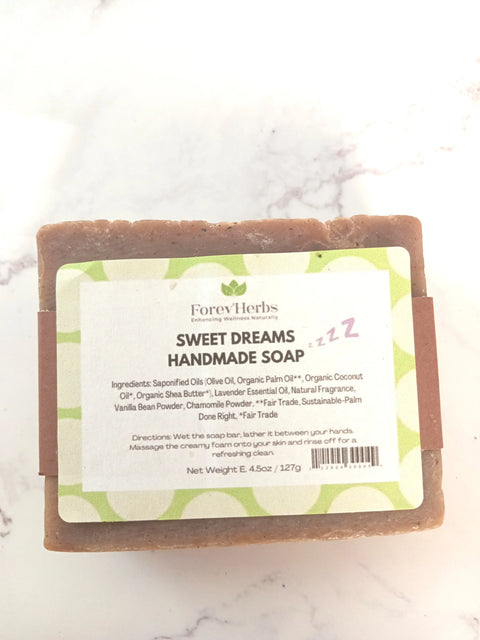 Forev'Herbs
Enhancing Wellness Naturally
SWEET DREAMS
zzzZ
HANDMADE SOAP
Ingredients: Saponified Oils (Olive Oil, Organic Palm Oil**, Organic Coconut
Oil*, Organic Shea Butter*), Lavender Essential Oil, Natural Fragrance,
Vanilla Bean Powder, Chamomile Powder. **Fair Trade, Sustainable-Palm
Done Right, *Fair Trade
Directions: Wet the soap bar, lather it between your hands.
Massage the creamy foam onto your skin and rinse off for a
refreshing clean.
Net Weight E. 4.5oz / 127g